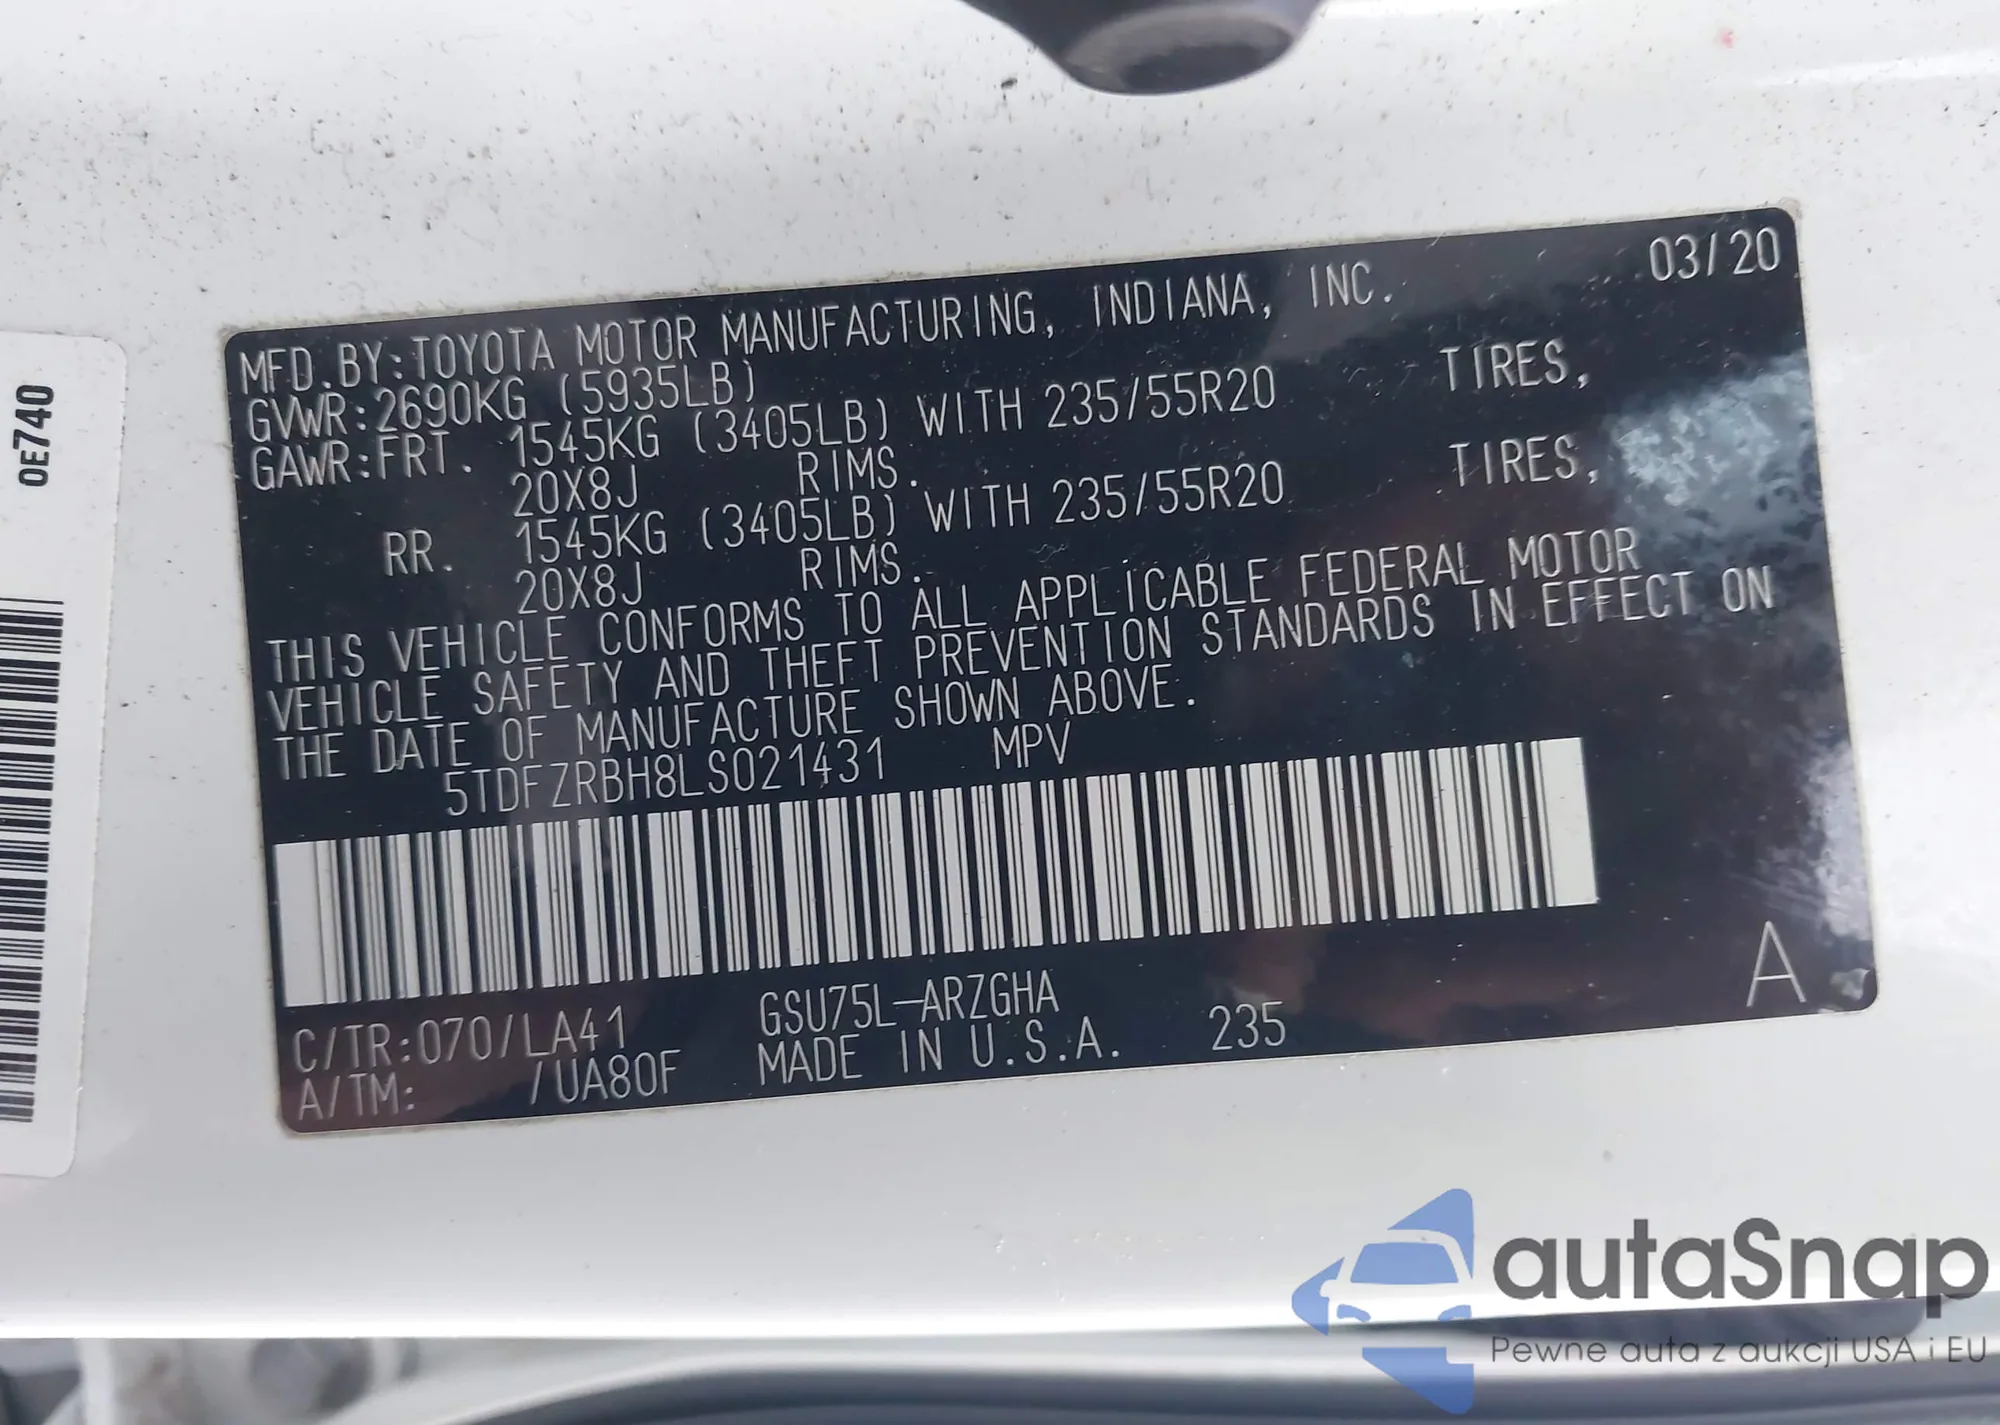 03/20
MFD.BY:TOYOTA MOTOR MANUFACTURING, INDIANA, INC.
GVWR:2690KG (5935LB)
GAWR:FRT. 1545KG (3405LB) WITH 235/55R20 TIRES,
20X8J RIMS.
RR. 1545KG (3405LB) WITH 235/55R20 TIRES,
20X8J RIMS.
THIS VEHICLE CONFORMS TO ALL APPLICABLE FEDERAL MOTOR
VEHICLE SAFETY AND THEFT PREVENTION STANDARDS IN EFFECT ON
THE DATE OF MANUFACTURE SHOWN ABOVE.
5TDFZRBH8LS021431 MPV
C/TR:070/LA41 GSU75L-ARZGHA
A/TM: /UA80F MADE IN U.S.A. 235
A
0E740
autaSnap
Pewne auta z aukcji USA i EU